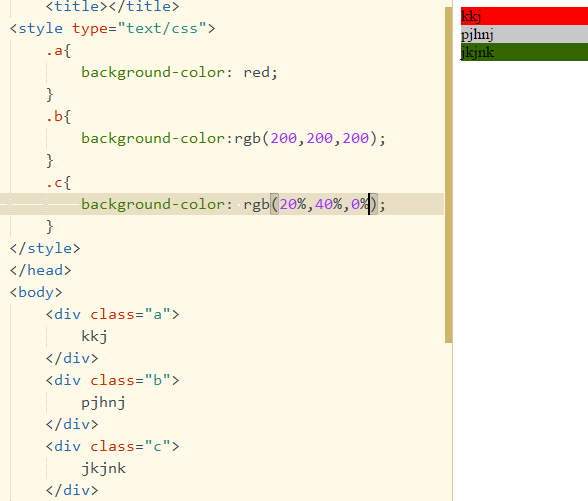 <title></title>
<style type="text/css">
.a{
background-color: red;
}
.b{
background-color:rgb(200,200,200);
}
.c{
background-color: rgb(20%,40%,0%);
}
</style>
</head>
<body>
<div class="a">
kkj
</div>
<div class="b">
pjhnj
</div>
<div class="c">
jkjnk
</div>
kkj
pjhnj
jkjnk